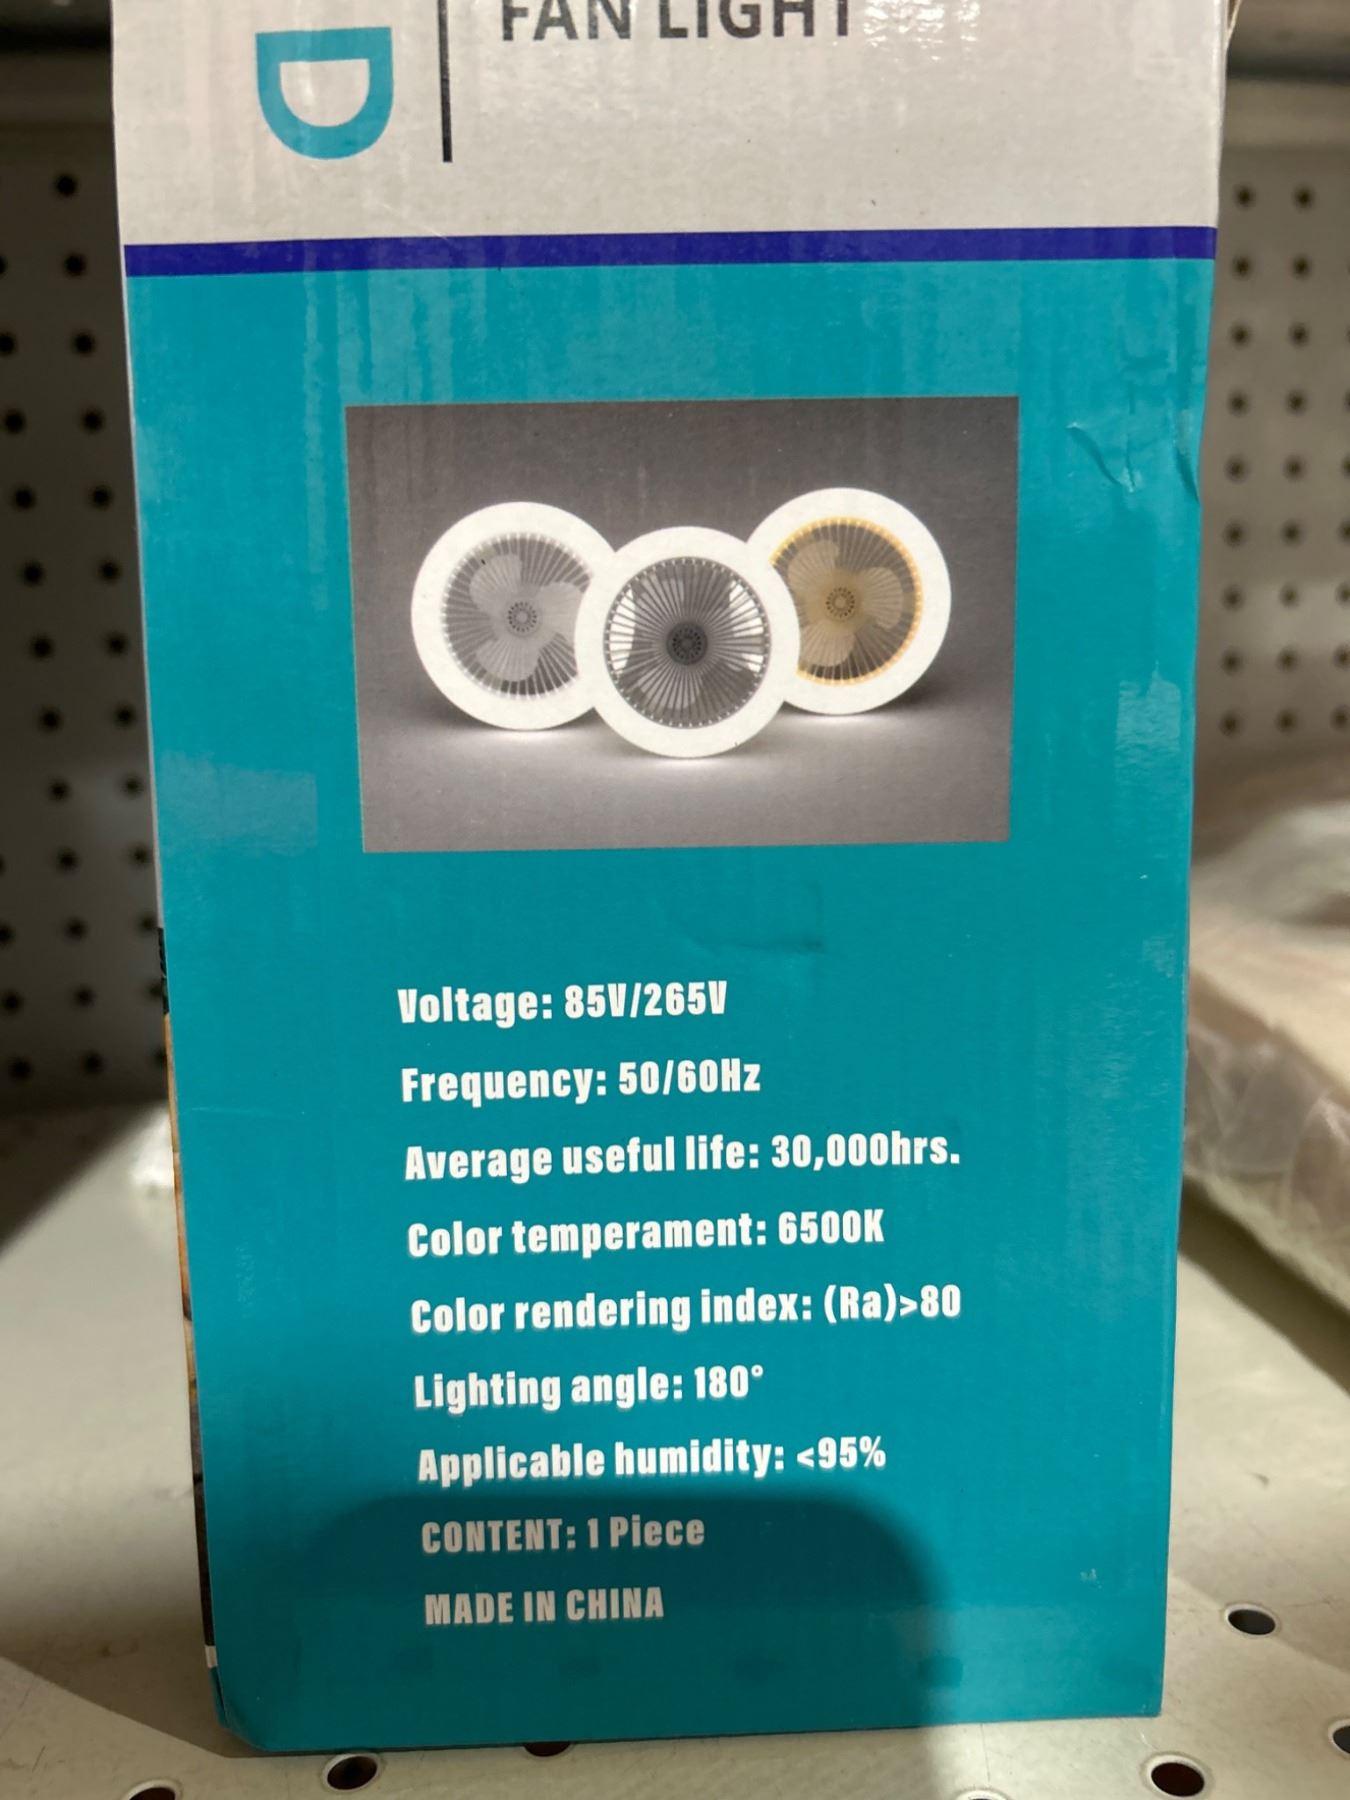 D
FAN LIGHT
Voltage: 85V/265V
Frequency: 50/60Hz
Average useful life: 30,000hrs.
Color temperament: 6500K
Color rendering index: (Ra)>80
Lighting angle: 180°
Applicable humidity: <95%
CONTENT: 1 Piece
MADE IN CHINA